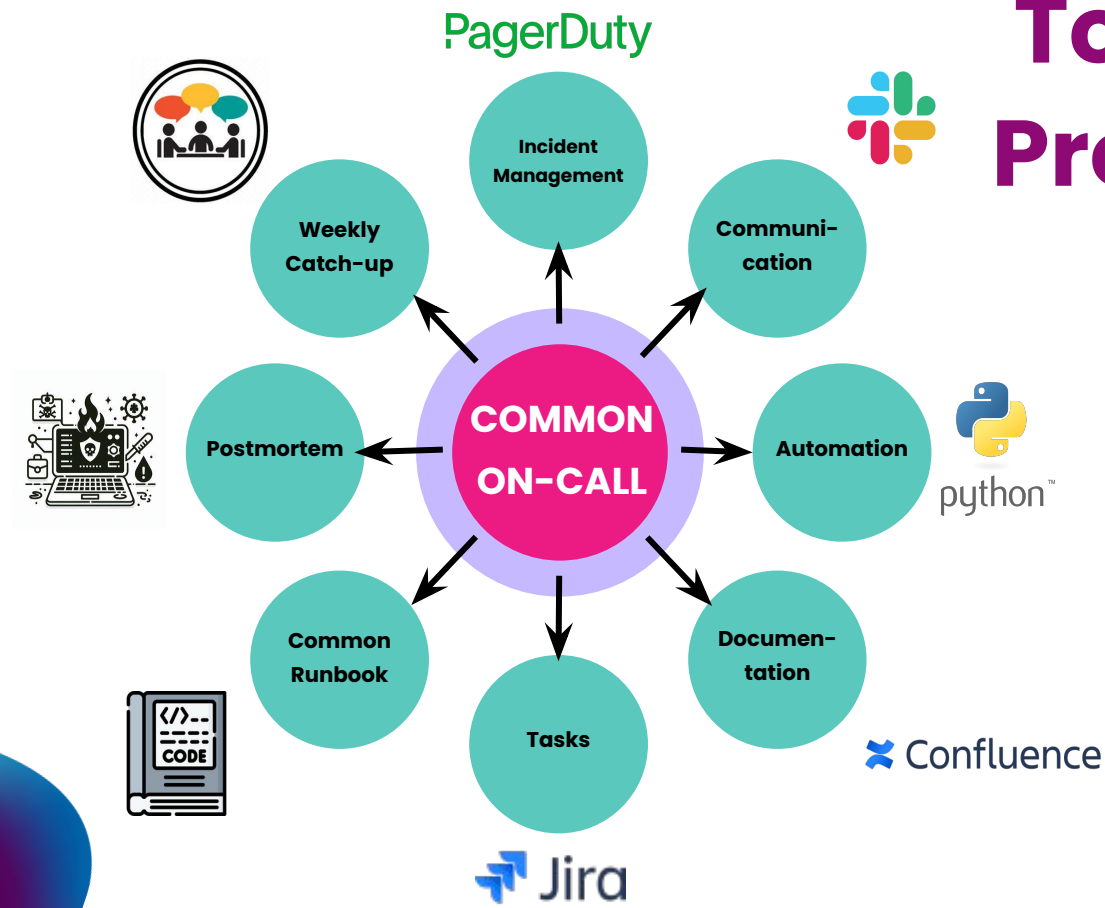 PagerDuty
Incident
Management
Weekly
Catch-up
Communi-
cation
COMMON
ON-CALL
Postmortem
Automation
python™
Common
Runbook
Documen-
tation
Tasks
</>--
CODE
Confluence
Jira